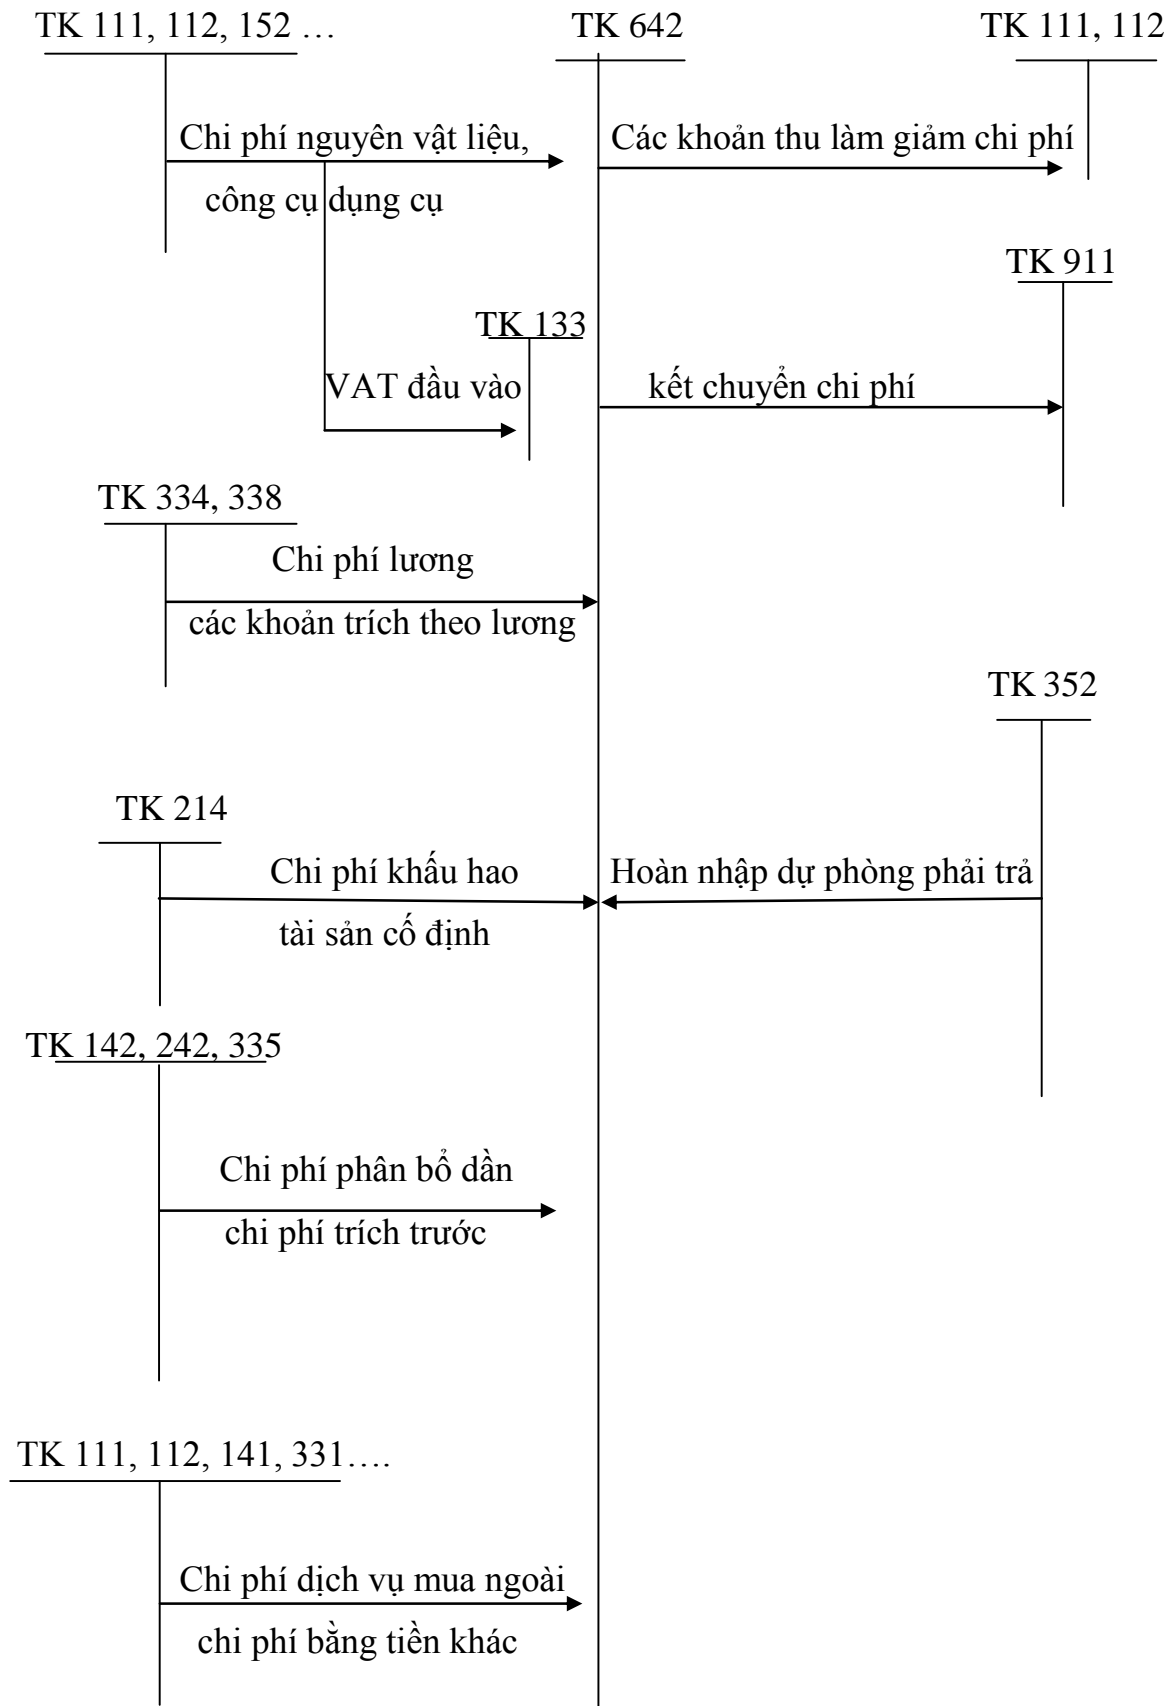 TK 111, 112, 152 …
TK 642
TK 111, 112
Chi phí nguyên vật liệu,
công cụ dụng cụ
Các khoản thu làm giảm chi phí
TK 911
TK 133
VAT đầu vào
kết chuyển chi phí
TK 334, 338
Chi phí lương
các khoản trích theo lương
TK 352
TK 214
Chi phí khấu hao
tài sản cố định
Hoàn nhập dự phòng phải trả
TK 142, 242, 335
Chi phí phân bổ dần
chi phí trích trước
TK 111, 112, 141, 331….
Chi phí dịch vụ mua ngoài
chi phí bằng tiền khác